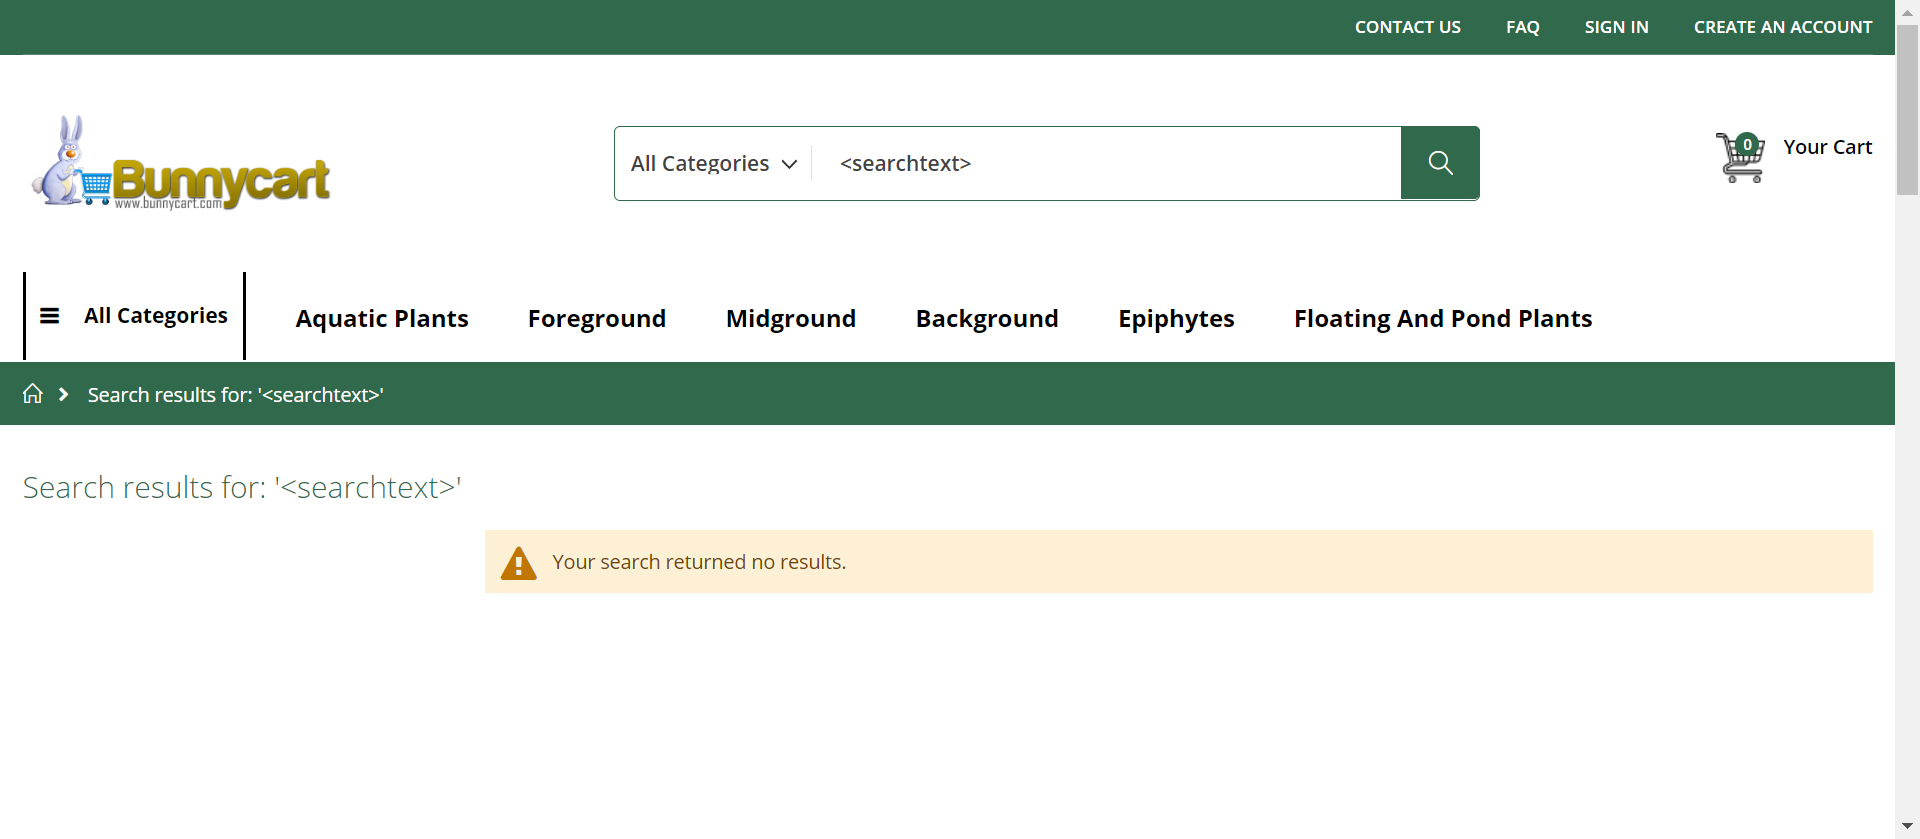 CONTACT US FAQ SIGN IN CREATE AN ACCOUNT
Bunnycart
www.bunnycart.com
All Categories <searchtext>
0 Your Cart
All Categories Aquatic Plants Foreground Midground Background Epiphytes Floating And Pond Plants
Search results for: '<searchtext>'
Search results for: '<searchtext>'
Your search returned no results.